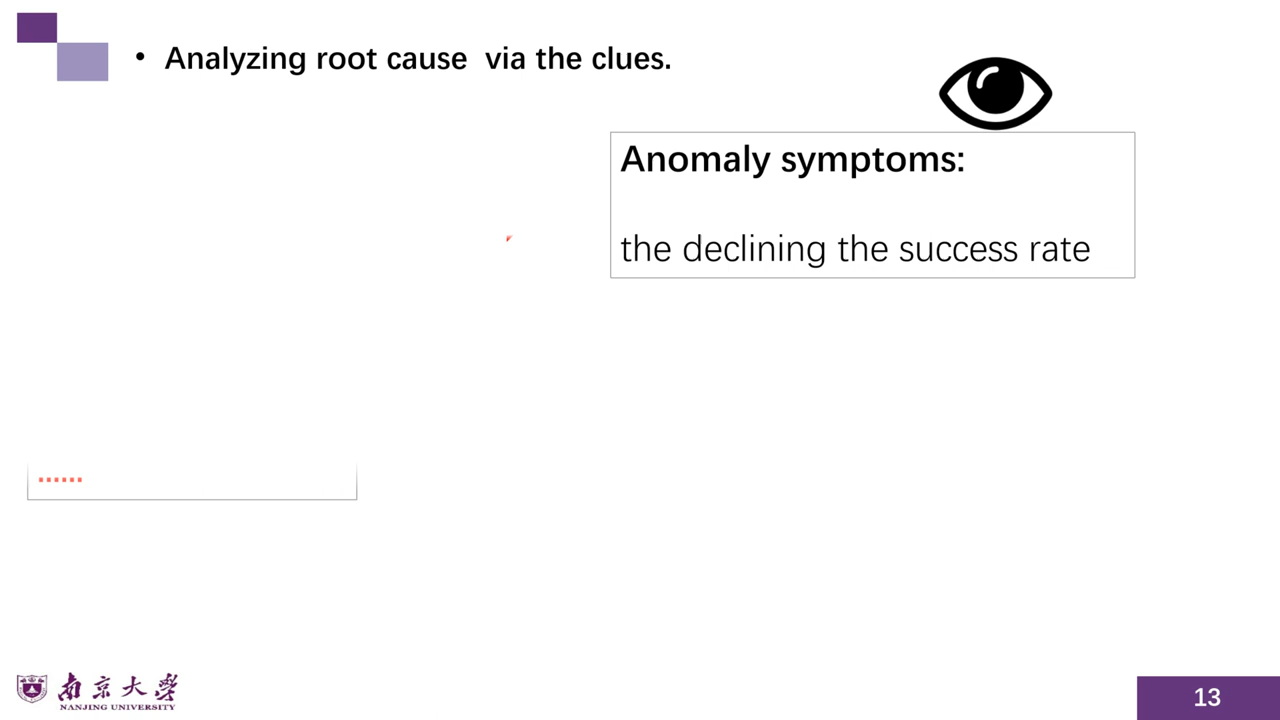 • Analyzing root cause  via the clues.
Anomaly symptoms:
the declining the success rate
......
南京大学
NANJING UNIVERSITY
13